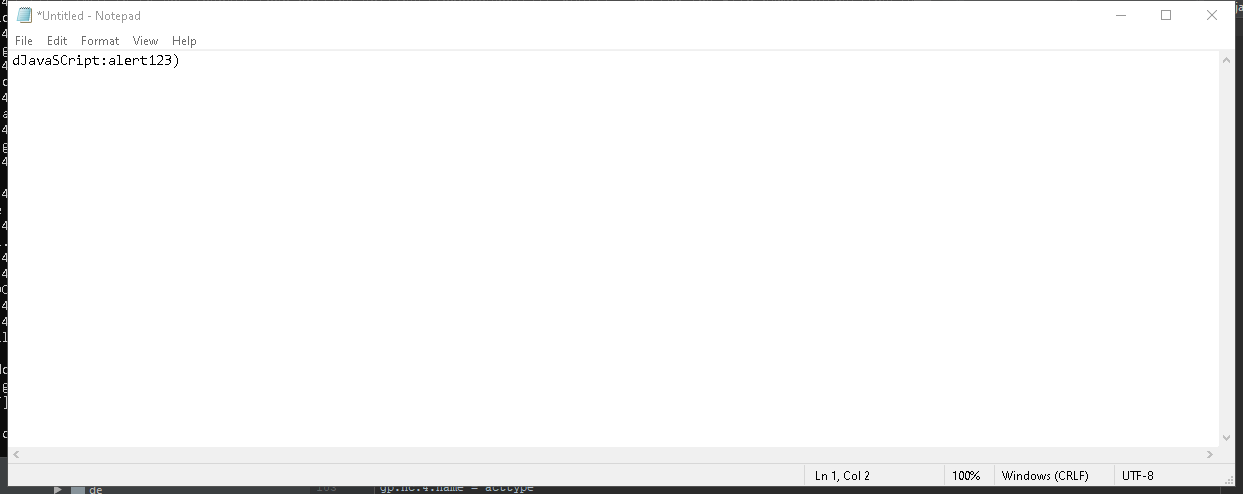 *Untitled - Notepad
File Edit Format View Help
dJavaSCript:alert123)
Ln 1, Col 2 100% Windows (CRLF) UTF-8
de
gp.nc.4.name = acctype